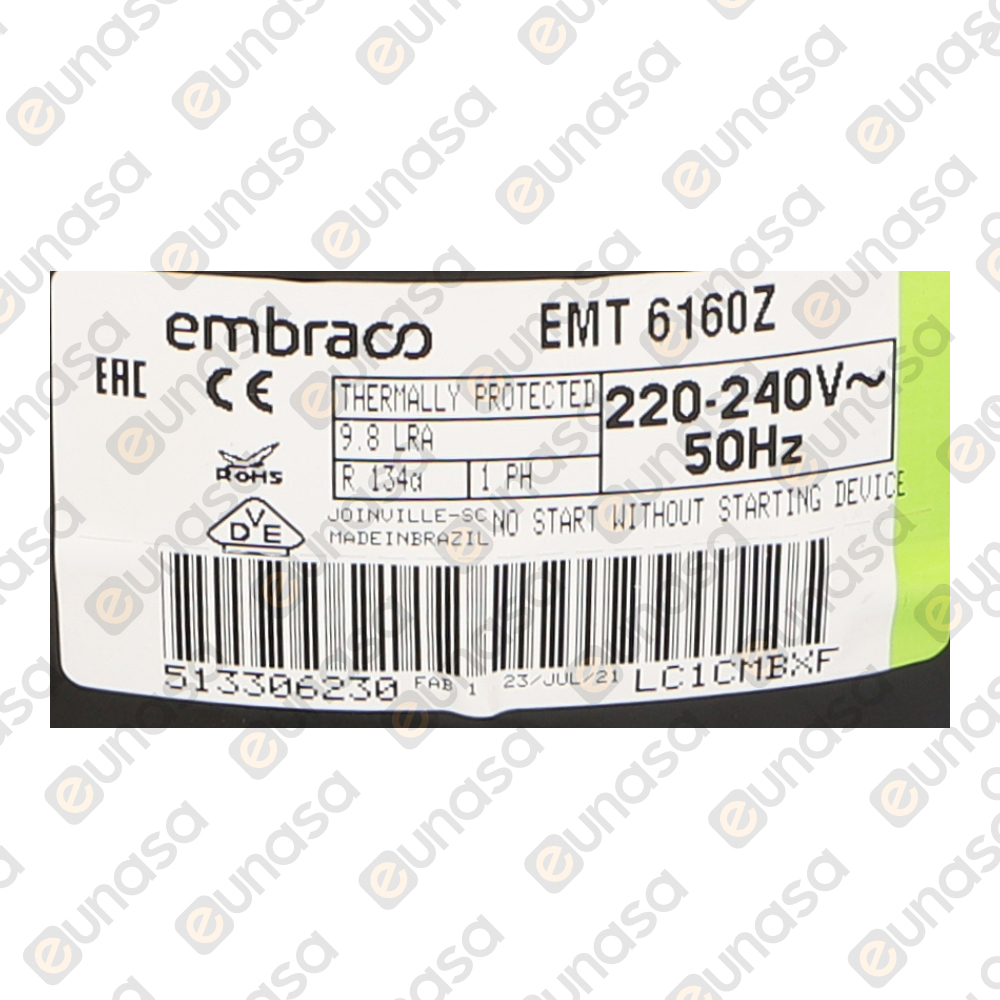 embraco
EMT 6160Z
EAC
CE
THERMALLY PROTECTED
220-240V~
50Hz
9.8 LRA
R 134a
1 PH
RoHS
DVE
JOINVILLE-SC
MADEINBRAZIL
NO START WITHOUT STARTING DEVICE
513306230
FAB 1
23/JUL/21
LC1CMBXF
eunasa